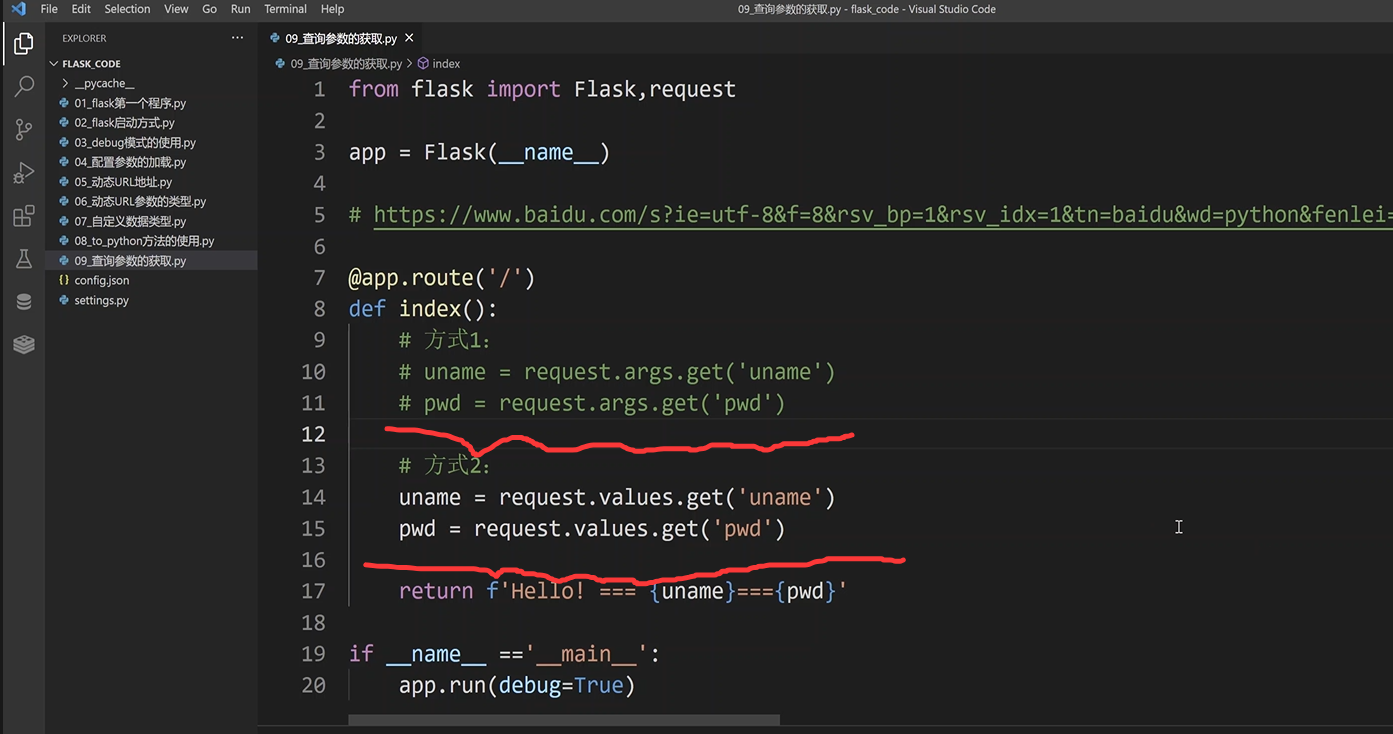 File Edit Selection View Go Run Terminal Help
09_查询参数的获取.py - flask_code - Visual Studio Code
EXPLORER ···
FLASK_CODE
__pycache__
01_flask第一个程序.py
02_flask启动方式.py
03_debug模式的使用.py
04_配置参数的加载.py
05_动态URL地址.py
06_动态URL参数的类型.py
07_自定义数据类型.py
08_to_python方法的使用.py
09_查询参数的获取.py
{} config.json
settings.py
09_查询参数的获取.py
09_查询参数的获取.py > index
1 from flask import Flask,request
2
3 app = Flask(__name__)
4
5 # https://www.baidu.com/s?ie=utf-8&f=8&rsv_bp=1&rsv_idx=1&tn=baidu&wd=python&fenlei=
6
7 @app.route('/')
8 def index():
9 # 方式1:
10 # uname = request.args.get('uname')
11 # pwd = request.args.get('pwd')
12
13 # 方式2:
14 uname = request.values.get('uname')
15 pwd = request.values.get('pwd')
16
17 return f'Hello! === {uname}==={pwd}'
18
19 if __name__ =='__main__':
20 app.run(debug=True)